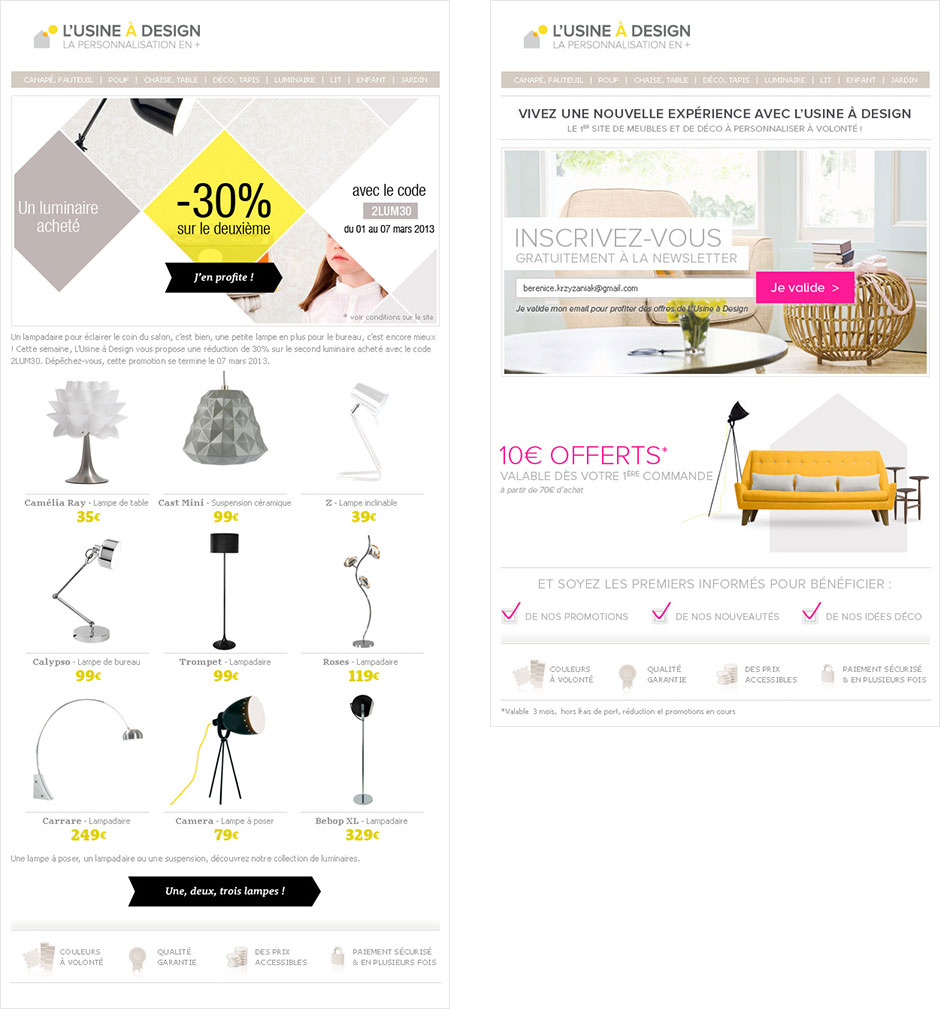 L'USINE À DESIGN
LA PERSONNALISATION EN +
CANAPÉ, FAUTEUIL | POUF | CHAISE, TABLE | DÉCO, TAPIS | LUMINAIRE | LIT | ENFANT | JARDIN
Un luminaire
acheté
-30%
sur le deuxième
avec le code
2LUM30
du 01 au 07 mars 2013
J'en profite !
* voir conditions sur le site
Un lampadaire pour éclairer le coin du salon, c'est bien, une petite lampe en plus pour le bureau, c'est encore mieux
! Cette semaine, L'Usine à Design vous propose une réduction de 30% sur le second luminaire acheté avec le code
2LUM30. Dépêchez-vous, cette promotion se termine le 07 mars 2013.
Camélia Ray - Lampe de table
35€
Cast Mini - Suspension céramique
99€
Z - Lampe inclinable
39€
Calypso - Lampe de bureau
99€
Trompet - Lampadaire
99€
Roses - Lampadaire
119€
Carrare - Lampadaire
249€
Camera - Lampe à poser
79€
Bebop XL - Lampadaire
329€
Une lampe à poser, un lampadaire ou une suspension, découvrez notre collection de luminaires.
Une, deux, trois lampes !
COULEURS
À VOLONTÉ
QUALITÉ
GARANTIE
DES PRIX
ACCESSIBLES
PAIEMENT SÉCURISÉ
& EN PLUSIEURS FOIS
L'USINE À DESIGN
LA PERSONNALISATION EN +
CANAPÉ, FAUTEUIL | POUF | CHAISE, TABLE | DÉCO, TAPIS | LUMINAIRE | LIT | ENFANT | JARDIN
VIVEZ UNE NOUVELLE EXPÉRIENCE AVEC L'USINE À DESIGN
LE 1ER SITE DE MEUBLES ET DE DÉCO À PERSONNALISER À VOLONTÉ !
INSCRIVEZ-VOUS
GRATUITEMENT À LA NEWSLETTER
berenice.krzyzaniak@gmail.com
Je valide >
Je valide mon email pour profiter des offres de L'Usine à Design
10€ OFFERTS*
VALABLE DÈS VOTRE 1ÈRE COMMANDE
à partir de 70€ d'achat
ET SOYEZ LES PREMIERS INFORMÉS POUR BÉNÉFICIER :
DE NOS PROMOTIONS
DE NOS NOUVEAUTÉS
DE NOS IDÉES DÉCO
COULEURS
À VOLONTÉ
QUALITÉ
GARANTIE
DES PRIX
ACCESSIBLES
PAIEMENT SÉCURISÉ
& EN PLUSIEURS FOIS
*Valable 3 mois, hors frais de port, réduction et promotions en cours